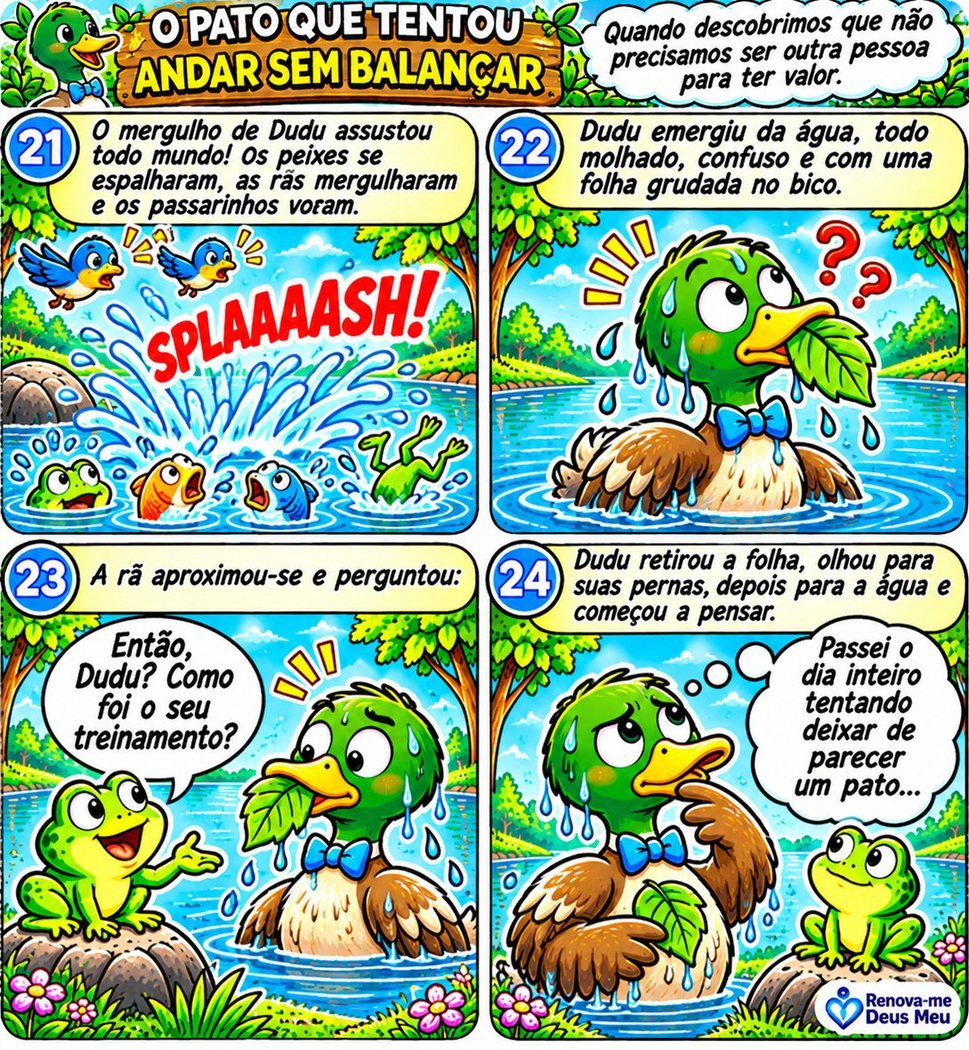 O PATO QUE TENTOU
ANDAR SEM BALANÇAR
Quando descobrimos que não
precisamos ser outra pessoa
para ter valor.
21
O mergulho de Dudu assustou
todo mundo! Os peixes se
espalharam, as rãs mergulharam
e os passarinhos
SPLAAAASH!
22
Dudu emergiu da água, todo
molhado, confuso e com uma
folha grudada no bico.
??
23
A rã aproximou-se e perguntou:
Então,
Dudu? Como
foi o seu
treinamento?
24
Dudu retirou a folha, olhou para
suas pernas, depois para a água e
começou a pensar.
Passei o
dia inteiro
tentando
deixar de
parecer
um pato...
Renova-me
Deus Meu